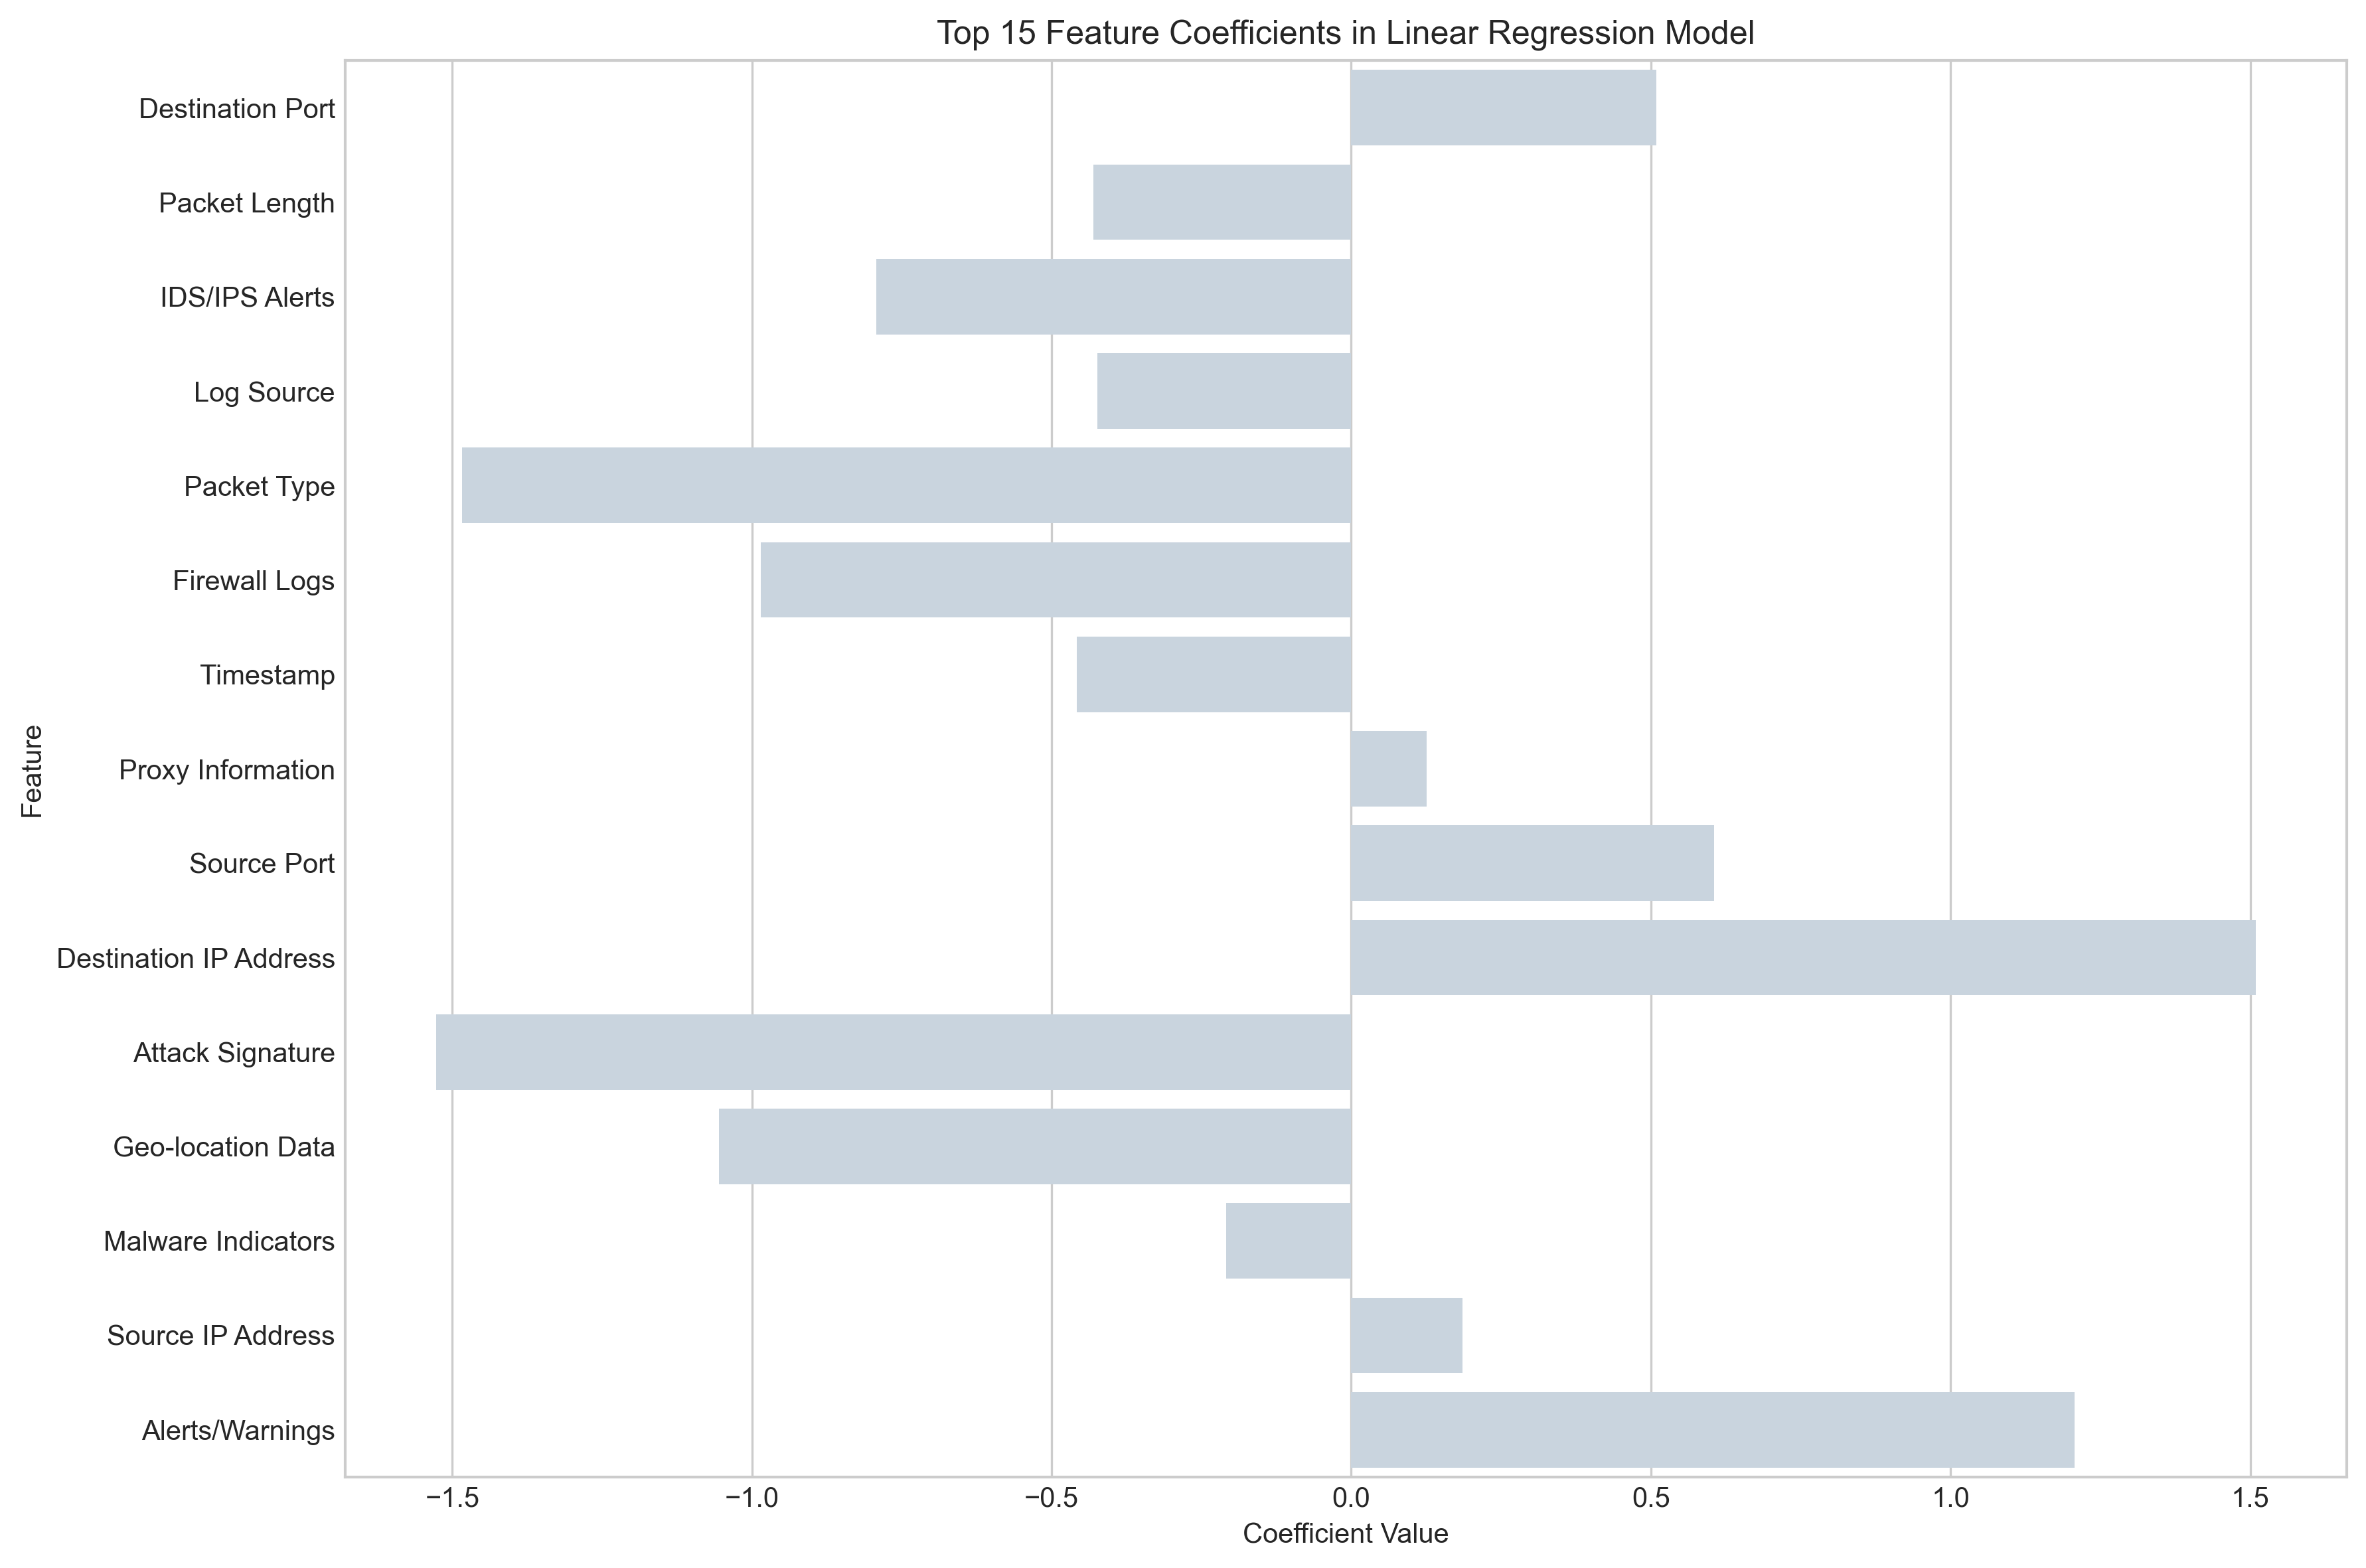 Top 15 Feature Coefficients in Linear Regression Model
Destination Port
Packet Length
IDS/IPS Alerts
Log Source
Packet Type
Firewall Logs
Timestamp
Proxy Information
Source Port
Destination IP Address
Attack Signature
Geo-location Data
Malware Indicators
Source IP Address
Alerts/Warnings
Feature
−1.5 −1.0 −0.5 0.0 0.5 1.0 1.5
Coefficient Value